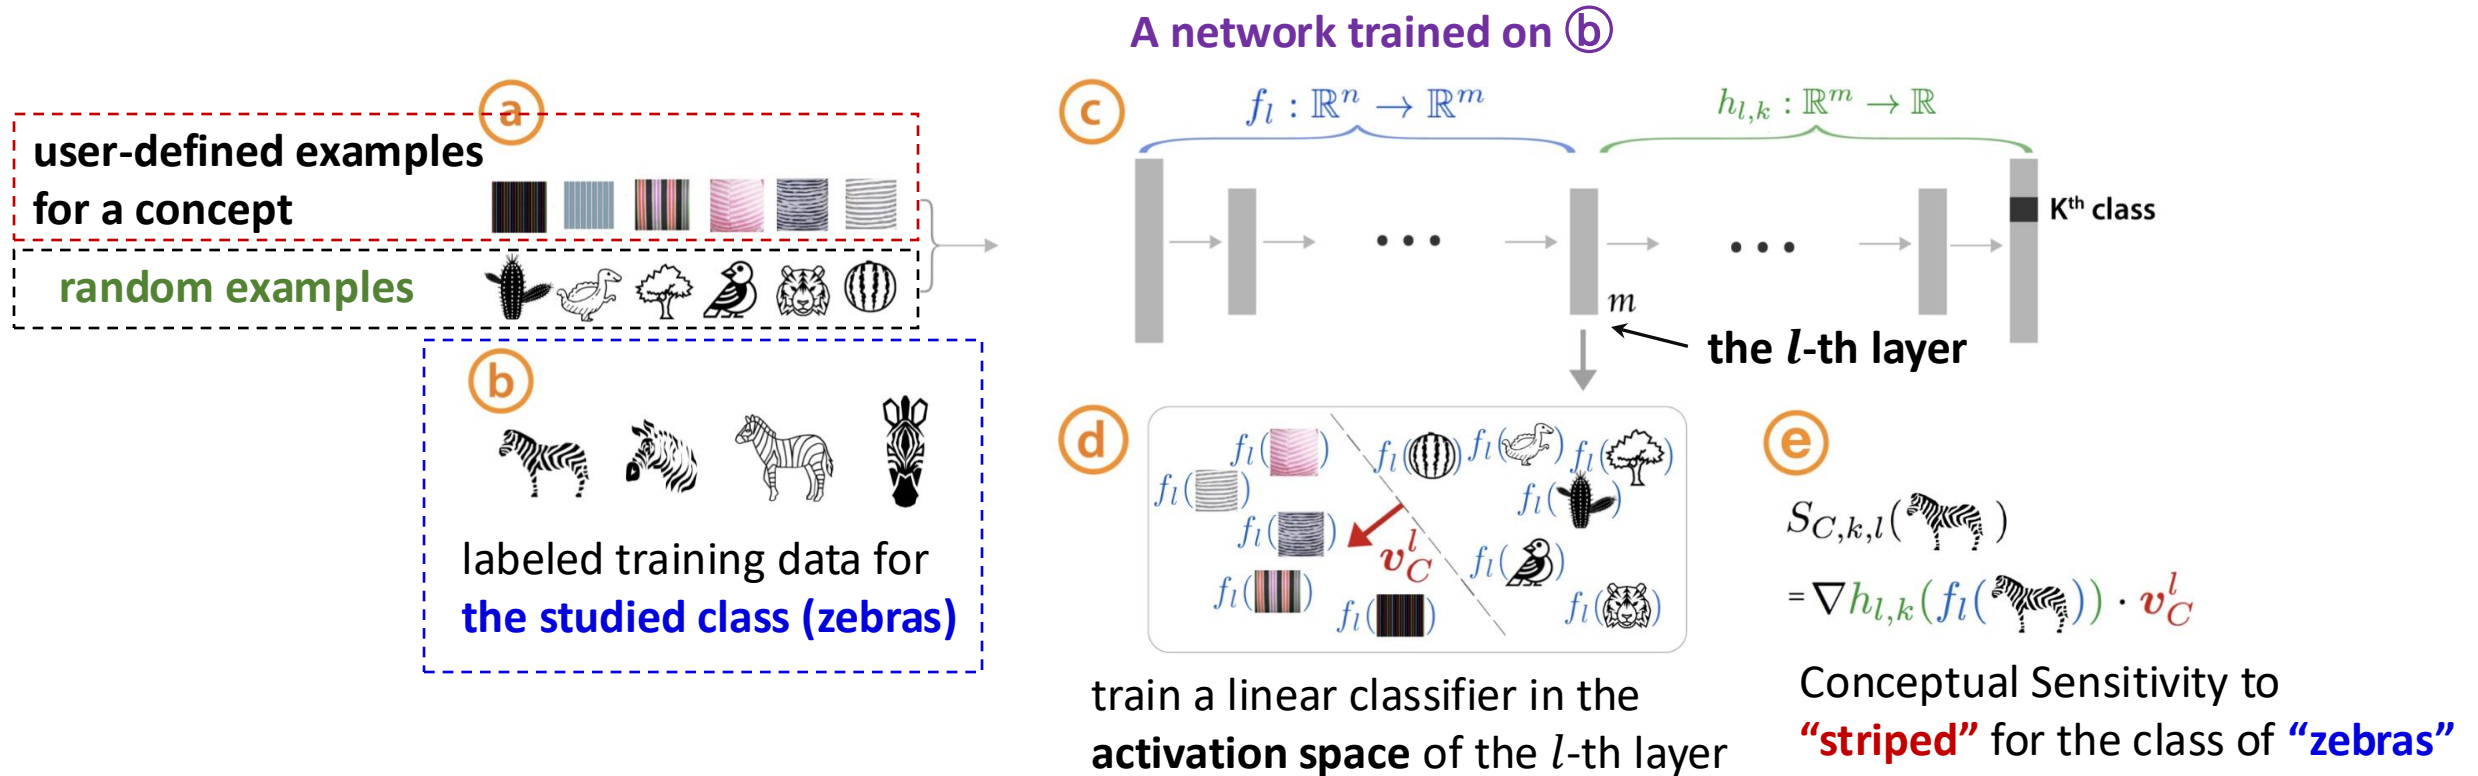 A network trained on ⓑ
a
user-defined examples
for a concept
random examples
b
labeled training data for
the studied class (zebras)
c
f_l : ℝ^n → ℝ^m
h_{l,k} : ℝ^m → ℝ
K^th class
m
the l-th layer
d
f_l( )
f_l( )
f_l( )
f_l( )
f_l( )
f_l( )
f_l( )
f_l( )
f_l( )
f_l( )
f_l( )
v_C^l
train a linear classifier in the
activation space of the l-th layer
e
S_{C,k,l}( )
= ∇h_{l,k}(f_l( )) · v_C^l
Conceptual Sensitivity to
“striped” for the class of “zebras”